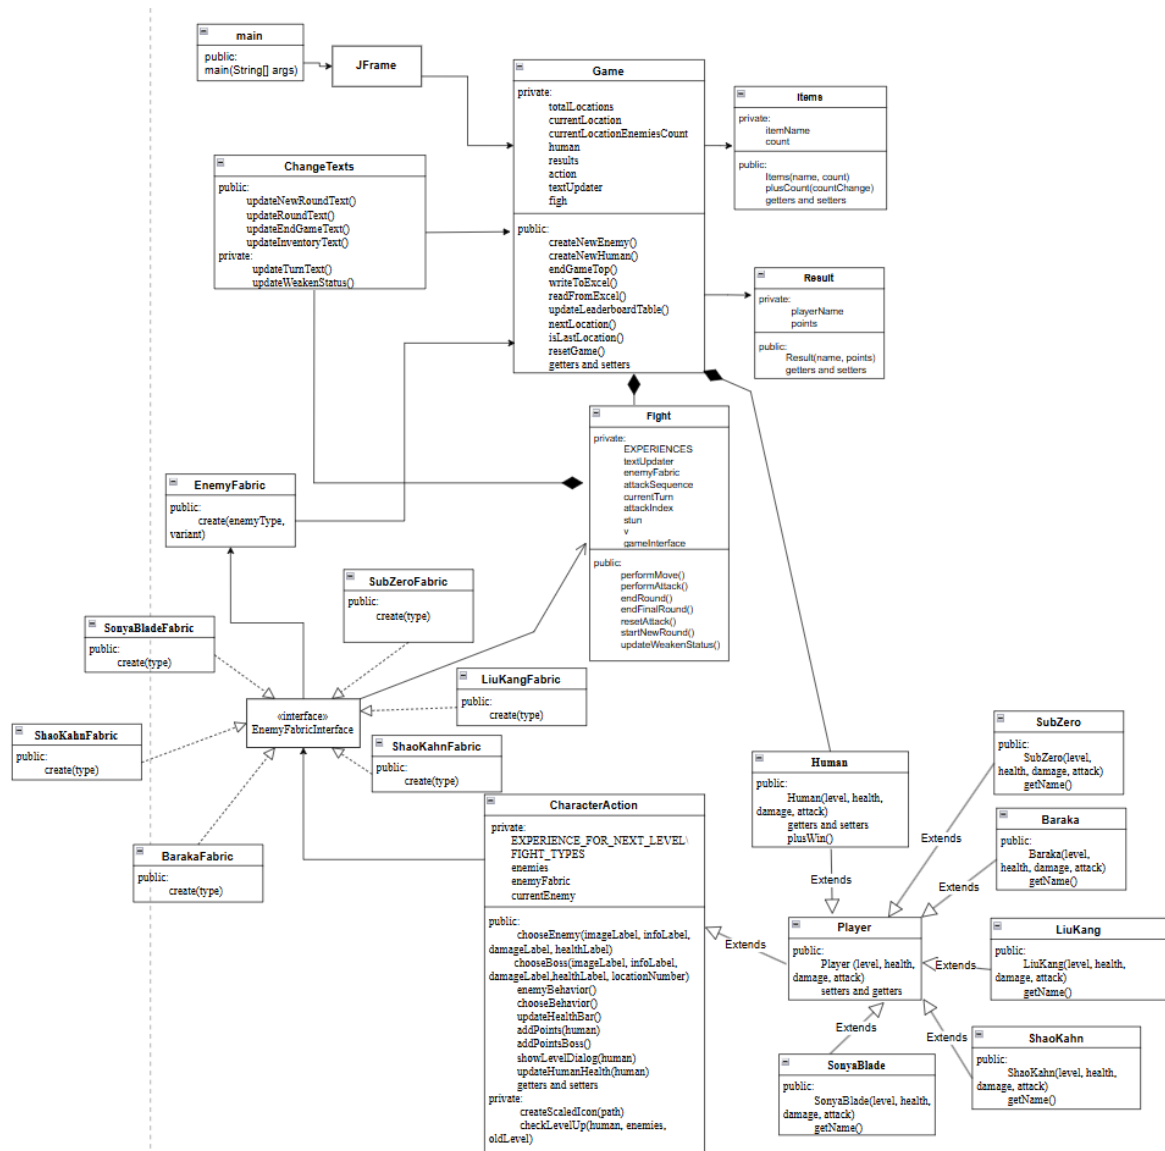 main
public:
main(String[] args)
JFrame
Game
private:
totalLocations
currentLocation
currentLocationEnemiesCount
human
results
action
textUpdater
figh
public:
createNewEnemy()
createNewHuman()
endGameTop()
writeToExcel()
readFromExcel()
updateLeaderboardTable()
nextLocation()
isLastLocation()
resetGame()
getters and setters
Items
private:
itemName
count
public:
Items(name, count)
plusCount(countChange)
getters and setters
ChangeTexts
public:
updateNewRoundText()
updateRoundText()
updateEndGameText()
updateInventoryText()
private:
updateTurnText()
updateWeakenStatus()
Result
private:
playerName
points
public:
Result(name, points)
getters and setters
Fight
private:
EXPERIENCES
textUpdater
enemyFabric
attackSequence
currentTurn
attackIndex
stun
v
gameInterface
public:
performMove()
performAttack()
endRound()
endFinalRound()
resetAttack()
startNewRound()
updateWeakenStatus()
EnemyFabric
public:
create(enemyType,
variant)
SubZeroFabric
public:
create(type)
SonyaBladeFabric
public:
create(type)
LiuKangFabric
public:
create(type)
«interface»
EnemyFabricInterface
ShaoKahnFabric
public:
create(type)
ShaoKahnFabric
public:
create(type)
BarakaFabric
public:
create(type)
CharacterAction
private:
EXPERIENCE_FOR_NEXT_LEVEL\
FIGHT_TYPES
enemies
enemyFabric
currentEnemy
public:
chooseEnemy(imageLabel, infoLabel,
damageLabel, healthLabel)
chooseBoss(imageLabel, infoLabel,
damageLabel,healthLabel, locationNumber)
enemyBehavior()
chooseBehavior()
updateHealthBar()
addPoints(human)
addPointsBoss()
showLevelDialog(human)
updateHumanHealth(human)
getters and setters
private:
createScaledIcon(path)
checkLevelUp(human, enemies,
oldLevel)
Human
public:
Human(level, health,
damage, attack)
getters and setters
plusWin()
SubZero
public:
SubZero(level,
health, damage, attack)
getName()
Extends
Baraka
public:
Baraka(level,
health, damage, attack)
getName()
Extends
Extends
Player
public:
Player (level, health,
damage, attack)
setters and getters
Extends
LiuKang
public:
LiuKang(level, health,
damage, attack)
getName()
Extends
Extends
Extends
ShaoKahn
public:
ShaoKahn(level, health,
damage, attack)
getName()
SonyaBlade
public:
SonyaBlade(level, health,
damage, attack)
getName()